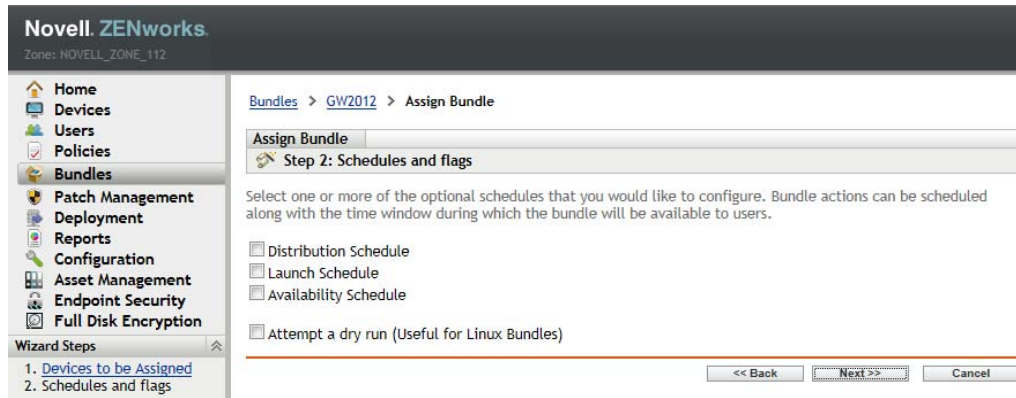 Novell. ZENworks.
Zone: NOVELL_ZONE_112
Home
Devices
Users
Policies
Bundles
Patch Management
Deployment
Reports
Configuration
Asset Management
Endpoint Security
Full Disk Encryption
Wizard Steps
1. Devices to be Assigned
2. Schedules and flags
Bundles > GW2012 > Assign Bundle
Assign Bundle
Step 2: Schedules and flags
Select one or more of the optional schedules that you would like to configure. Bundle actions can be scheduled
along with the time window during which the bundle will be available to users.
Distribution Schedule
Launch Schedule
Availability Schedule
Attempt a dry run (Useful for Linux Bundles)
<< Back
Next >>
Cancel